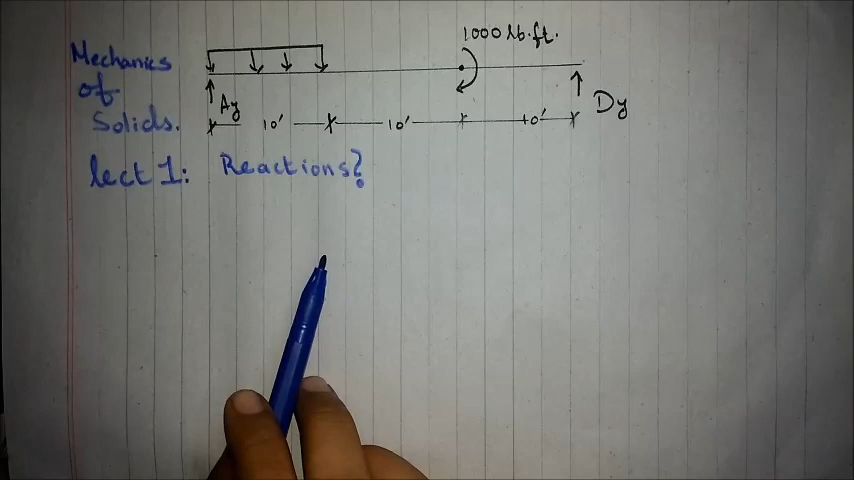 1000 lb.ft.
Mechanics
of
Solids.
Ay
Dy
10' 10' 10'
Lect 1: Reactions?